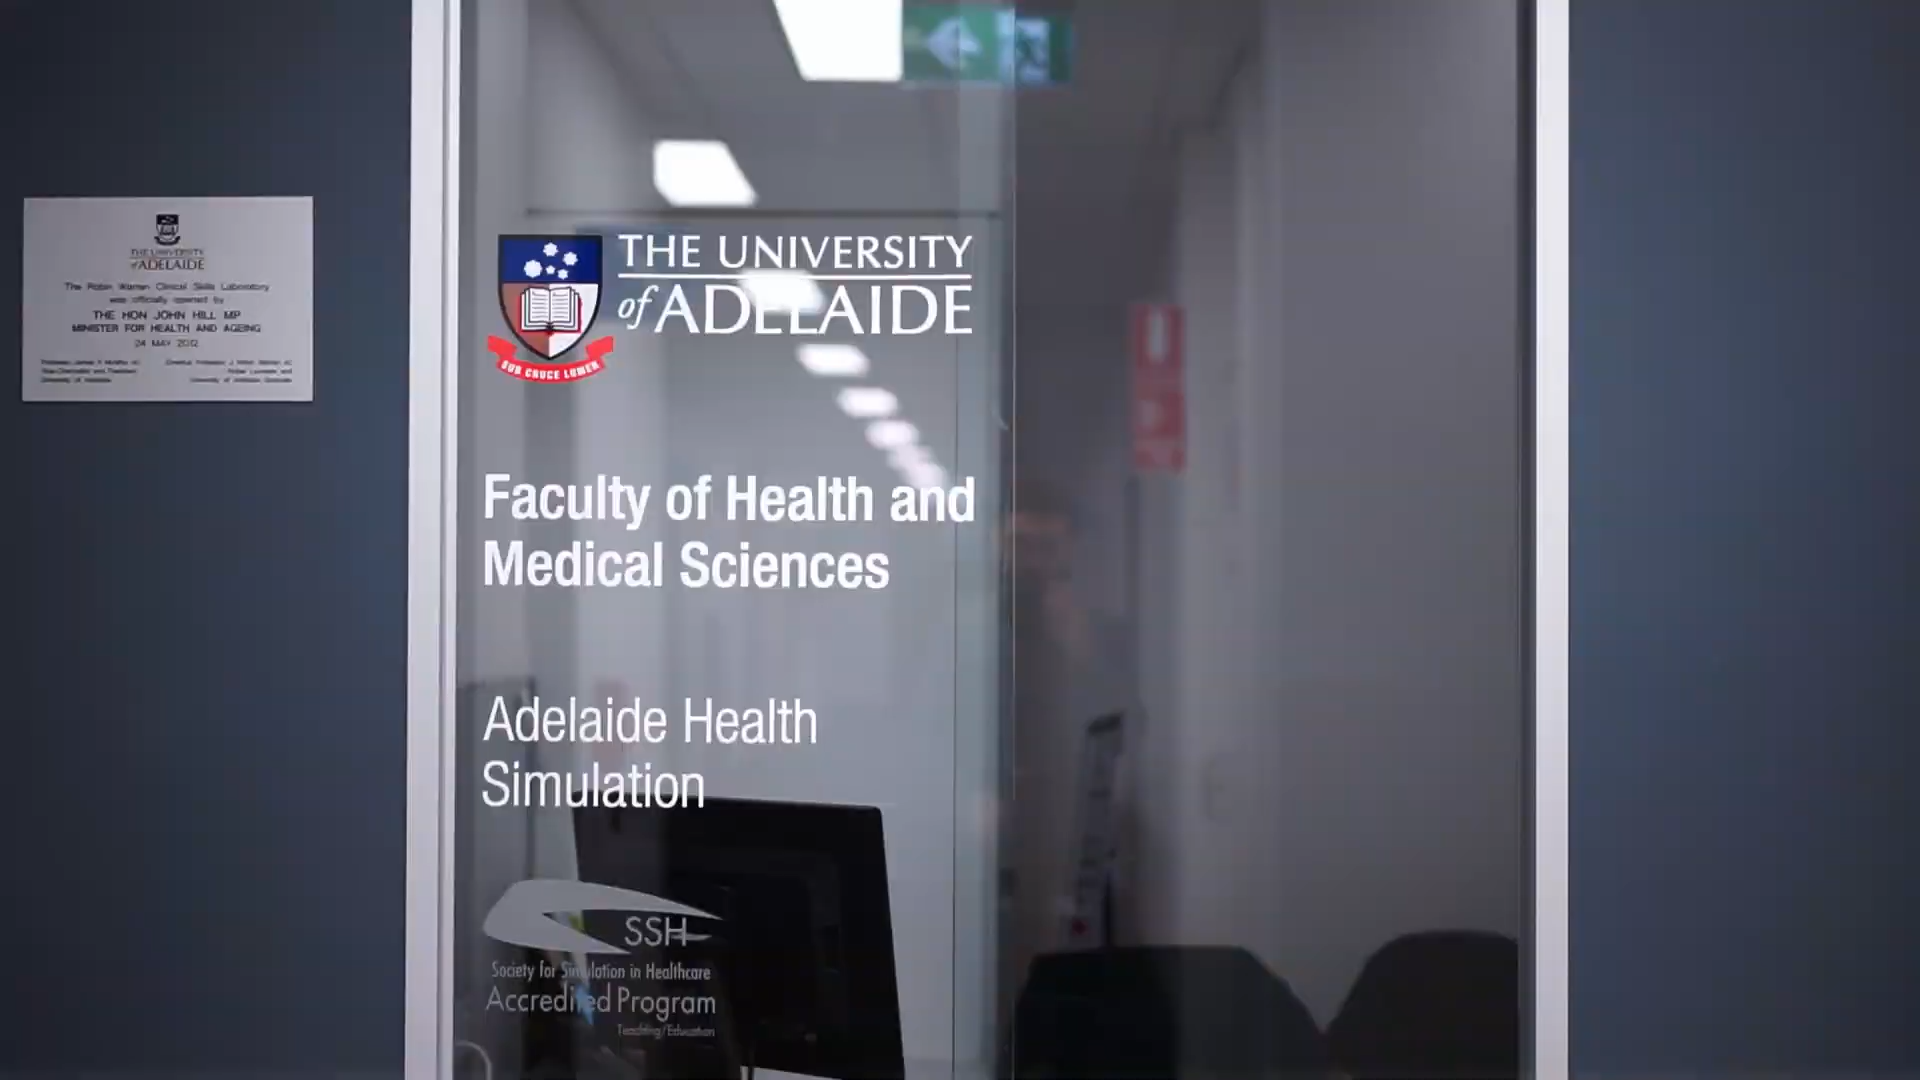 THE UNIVERSITY
of ADELAIDE
The Robin Warren Clinical Skills Laboratory
was officially opened by
THE HON JOHN HILL MP
MINISTER FOR HEALTH AND AGEING
24 MAY 2012
THE UNIVERSITY
of ADELAIDE
SUB CRUCE LUMEN
Faculty of Health and
Medical Sciences
Adelaide Health
Simulation
SSH
Society for Simulation in Healthcare
Accredited Program
Teaching/Education